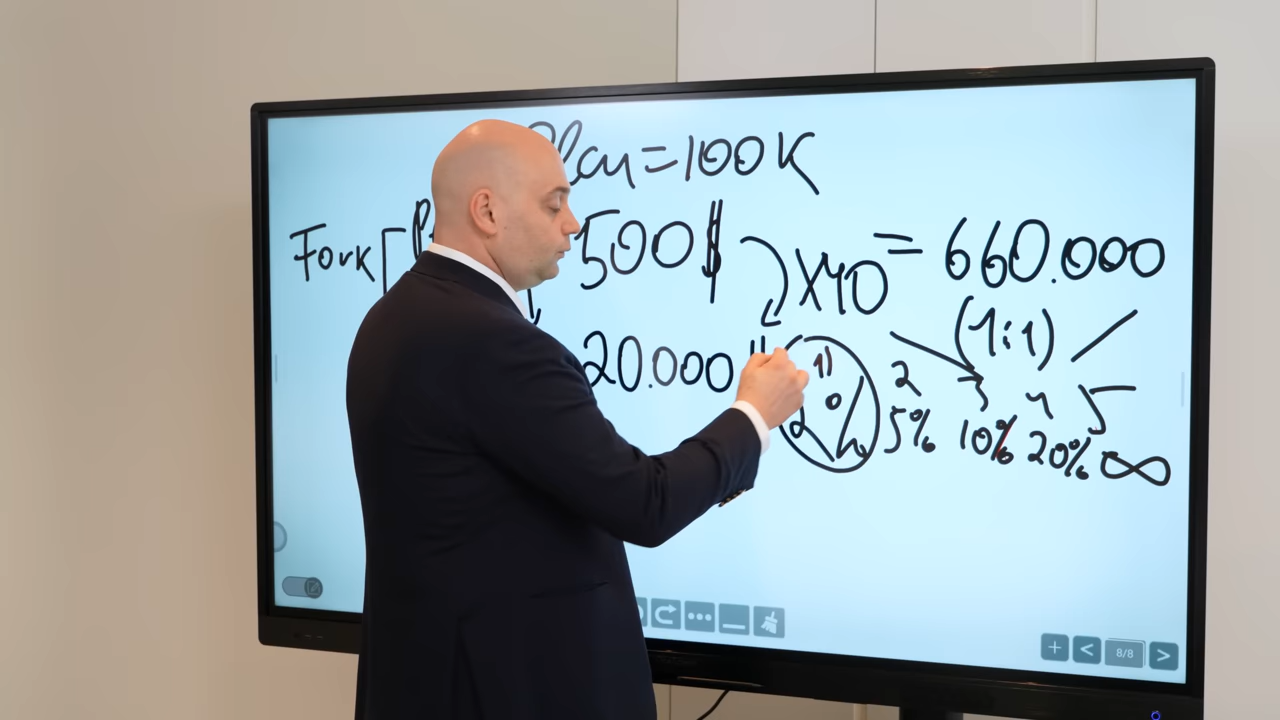 =100K
Fork
500$ X40 = 660.000
(1:1)
20.000 1) 2 3 4 5
0 5% 10% 20% ∞
8/8